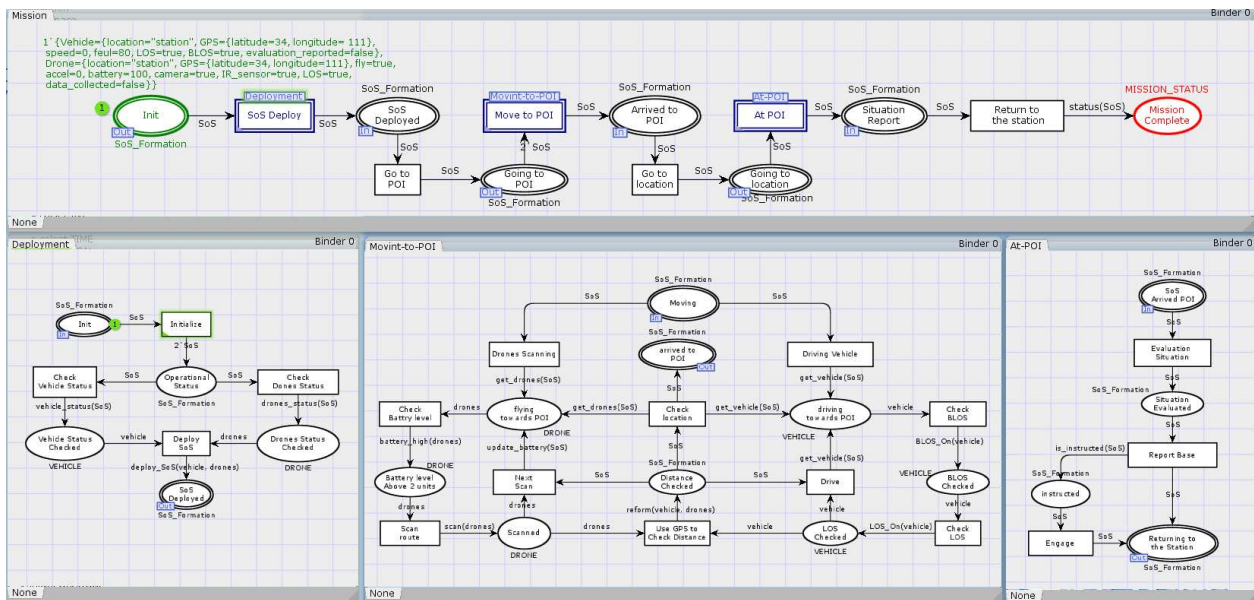 Mission
Binder 0
1`{Vehicle={location="station", GPS={latitude=34, longitude= 111},
speed=0, feul=80, LOS=true, BLOS=true, evaluation_reported=false},
Drone={location="station", GPS={latitude=34, longitude=111}, fly=true,
accel=0, battery=100, camera=true, IR_sensor=true, LOS=true,
data_collected=false}}
1
Init
Out
SoS_Formation
SoS
Deployment
SoS Deploy
SoS
SoS_Formation
SoS
Deployed
In
SoS
Go to
POI
SoS
Going to
POI
Out
SoS_Formation
2` SoS
Movint-to-POI
Move to POI
SoS
SoS_Formation
Arrived to
POI
In
SoS
Go to
location
SoS
Going to
location
Out
SoS_Formation
SoS
At-POI
At POI
SoS
SoS_Formation
Situation
Report
In
SoS
Return to
the station
status(SoS)
MISSION_STATUS
Mission
Complete
None
Deployment
Binder 0
SoS_Formation
Init
In
1
SoS
Initialize
2`SoS
Check
Vehicle Status
SoS
Operational
Status
SoS_Formation
SoS
Check
Dones Status
vehicle_status(SoS)
drones_status(SoS)
Vehicle Status
Checked
VEHICLE
vehicle
Deploy
SoS
drones
Drones Status
Checked
DRONE
deploy_SoS(vehicle, drones)
SoS
Deployed
Out
SoS_Formation
None
Movint-to-POI
Binder 0
SoS_Formation
Moving
In
SoS
SoS
SoS_Formation
arrived to
POI
Out
Drones Scanning
Driving Vehicle
get_drones(SoS)
SoS
get_vehicle(SoS)
Check
Battry level
drones
flying
towards POI
DRONE
get_drones(SoS)
Check
location
get_vehicle(SoS)
driving
towards POI
VEHICLE
vehicle
Check
BLOS
battery_high(drones)
update_battery(SoS)
SoS
get_vehicle(SoS)
BLOS_On(vehicle)
DRONE
Battery level
Above 2 units
Next
Scan
SoS
SoS_Formation
Distance
Checked
SoS
Drive
VEHICLE
BLOS
Checked
drones
drones
reform(vehicle, drones)
vehicle
vehicle
Scan
route
scan(drones)
Scanned
DRONE
drones
Use GPS to
Check Distance
vehicle
LOS
Checked
VEHICLE
LOS_On(vehicle)
Check
LOS
None
At-POI
Binder 0
SoS_Formation
SoS
Arrived POI
In
SoS
Evaluation
Situation
SoS
SoS_Formation
Situation
Evaluated
SoS
is_instructed(SoS)
Report Base
SoS_Formation
instructed
SoS
SoS
Engage
SoS
Returning to
the Station
Out
SoS_Formation
None